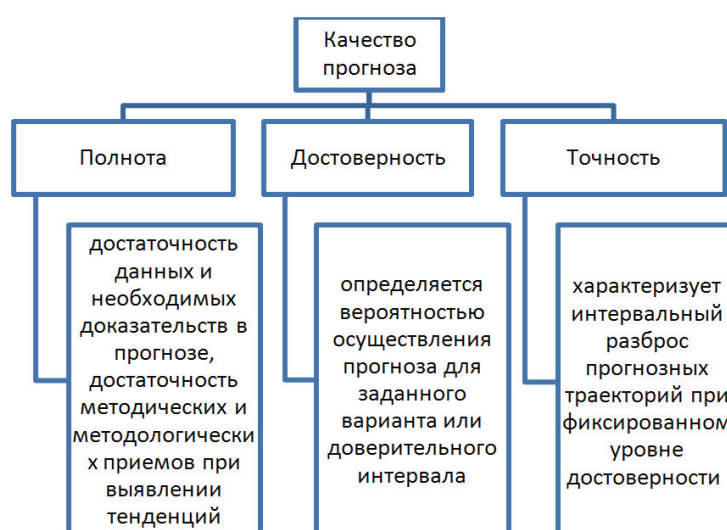 Качество
прогноза
Полнота
Достоверность
Точность
достаточность
данных и
необходимых
доказательств в
прогнозе,
достаточность
методических и
методологически
х приемов при
выявлении
тенденций
определяется
вероятностью
осуществления
прогноза для
заданного
варианта или
доверительного
интервала
характеризует
интервальный
разброс
прогнозных
траекторий при
фиксированном
уровне
достоверности